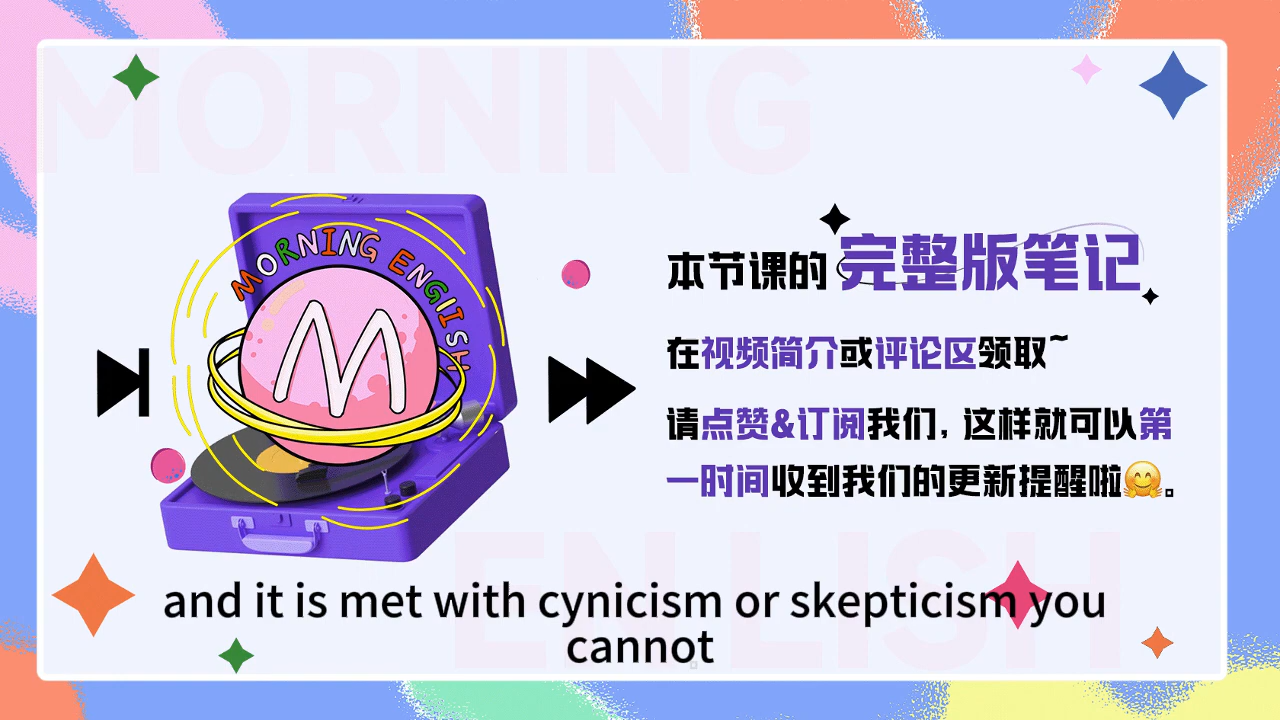 MORNING
MORNING ENGlISH
M
本节课的 完整版笔记
在视频简介或评论区领取~
请点赞&订阅我们，这样就可以第
一时间收到我们的更新提醒啦🤗。
EN LISH
and it is met with cynicism or skepticism you
cannot